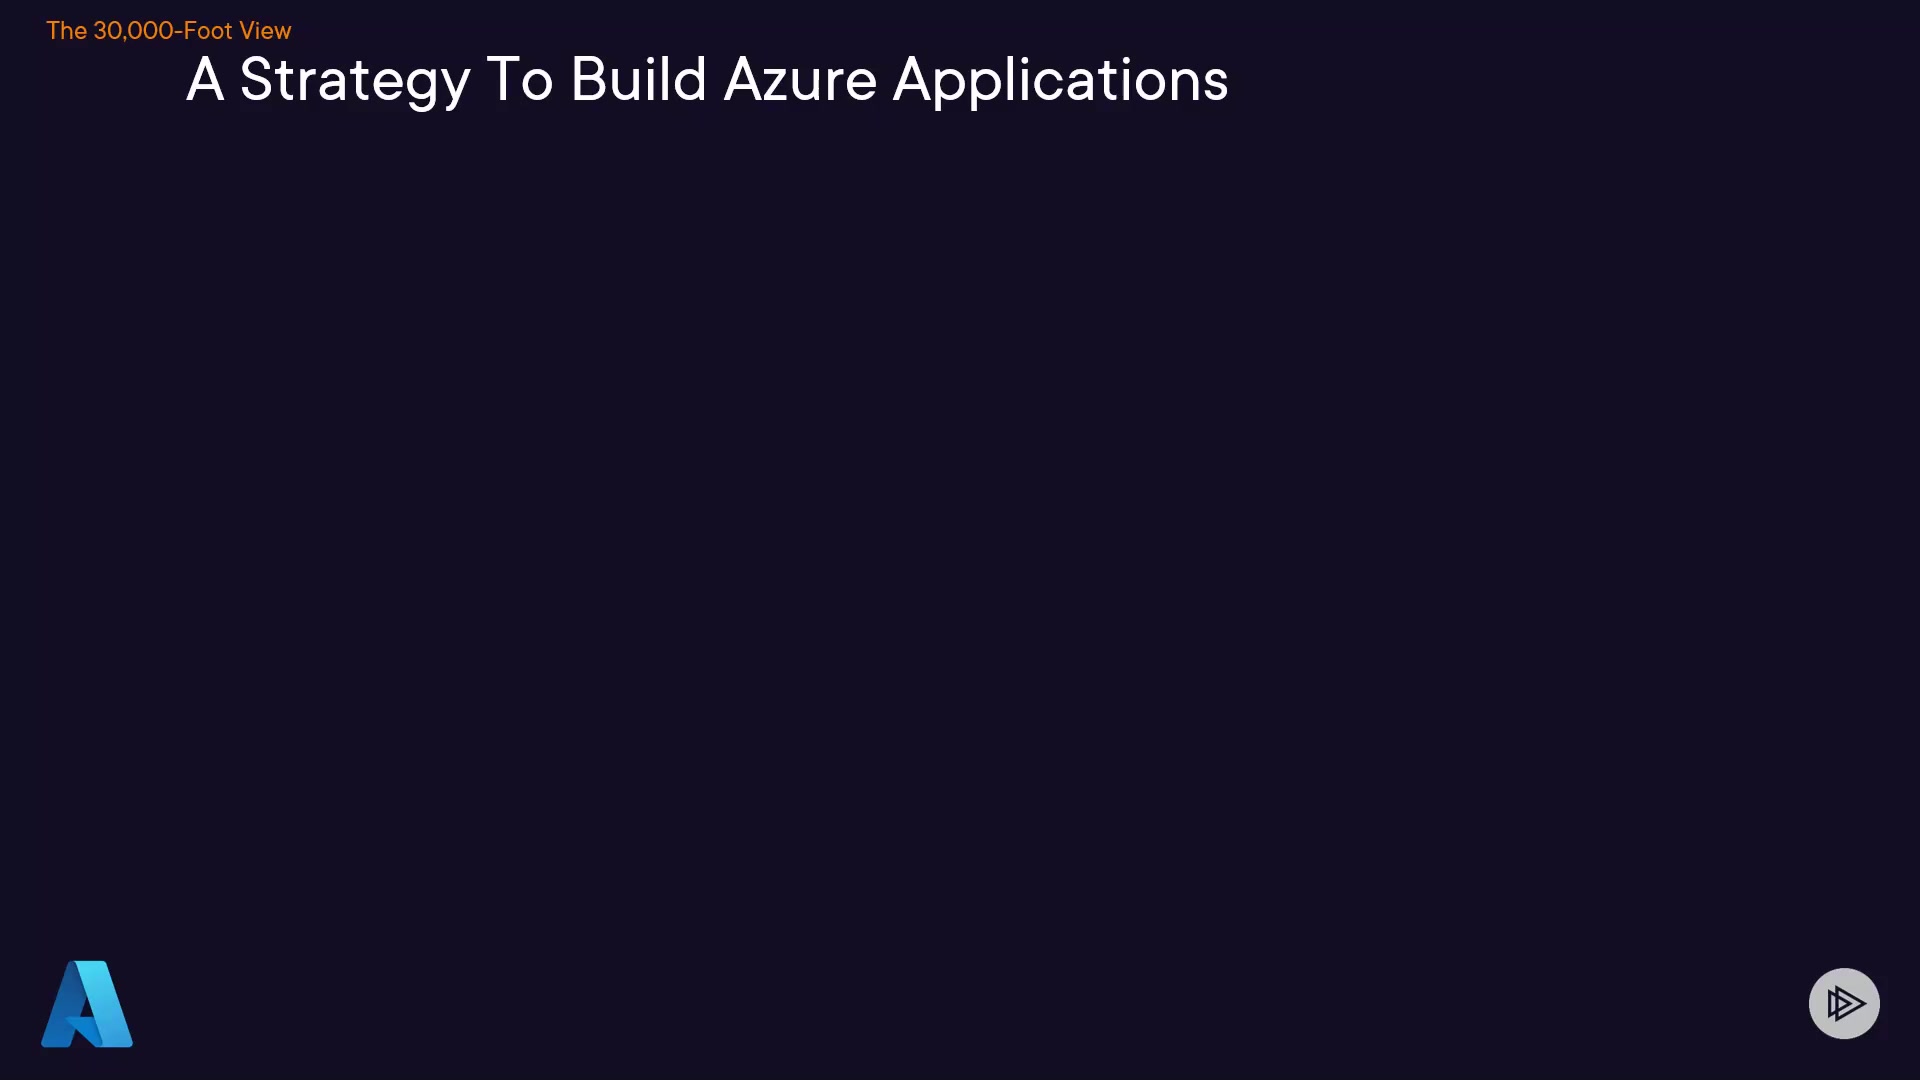 The 30,000-Foot View
A Strategy To Build Azure Applications